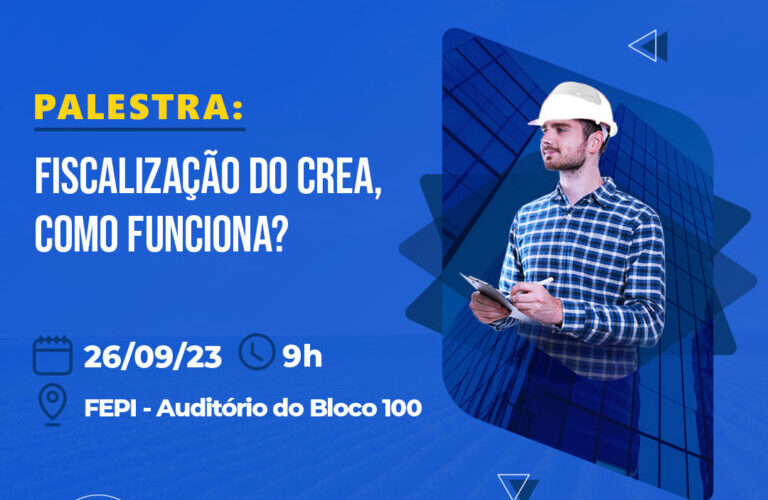 PALESTRA:
FISCALIZAÇÃO DO CREA,
COMO FUNCIONA?
26/09/23 9h
FEPI - Auditório do Bloco 100